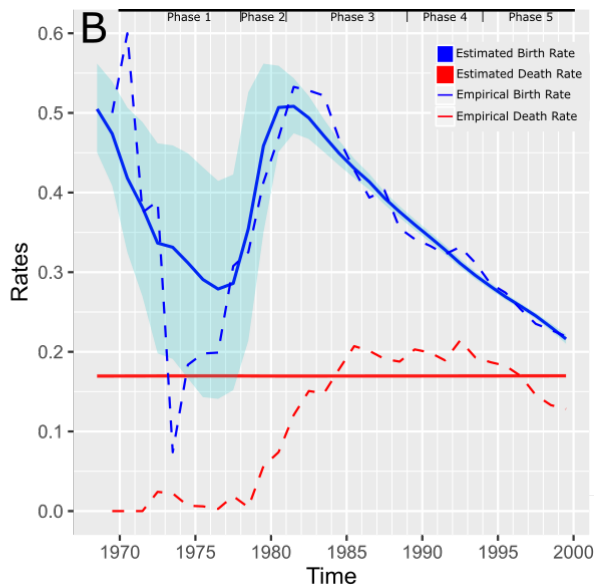 B
Phase 1 | Phase 2 | Phase 3 | Phase 4 | Phase 5
Estimated Birth Rate
Estimated Death Rate
Empirical Birth Rate
Empirical Death Rate
Rates
0.6
0.5
0.4
0.3
0.2
0.1
0.0
1970 1975 1980 1985 1990 1995 2000
Time